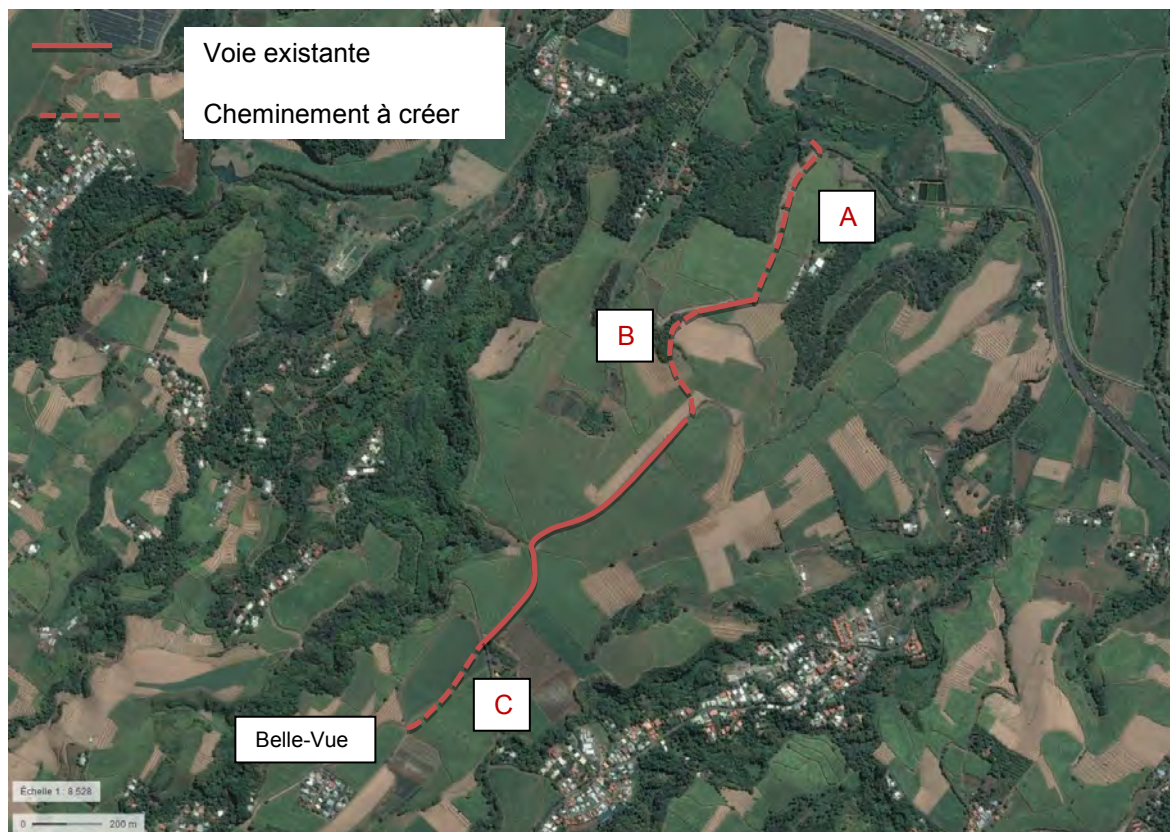 Voie existante
Cheminement à créer
A
B
C
Belle-Vue
Échelle 1 : 8 528
0 200 m